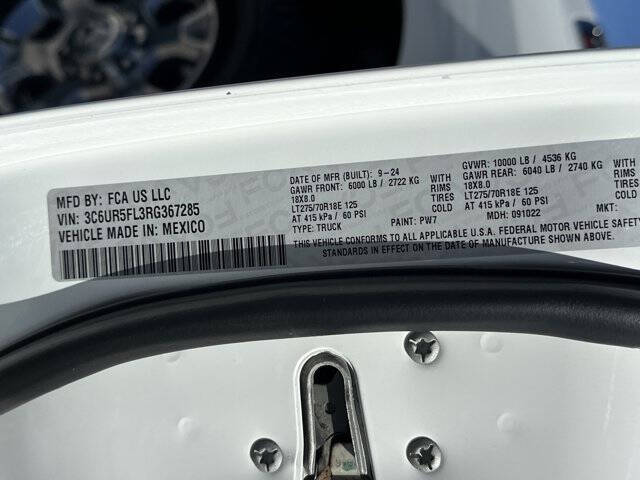 MFD BY: FCA US LLC
VIN: 3C6UR5FL3RG367285
VEHICLE MADE IN: MEXICO
DATE OF MFR (BUILT): 9-24
GAWR FRONT: 6000 LB / 2722 KG
18X8.0
LT275/70R18E 125
AT 415 kPa / 60 PSI COLD
TYPE: TRUCK
PAINT: PW7
WITH
RIMS
TIRES
COLD
GVWR: 10000 LB / 4536 KG
GAWR REAR: 6040 LB / 2740 KG
18X8.0
LT275/70R18E 125
AT 415 kPa / 60 PSI
MDH: 091022
WITH
RIMS
TIRES
COLD
MKT:
THIS VEHICLE CONFORMS TO ALL APPLICABLE U.S.A. FEDERAL MOTOR VEHICLE SAFETY
STANDARDS IN EFFECT ON THE DATE OF MANUFACTURE SHOWN ABOVE